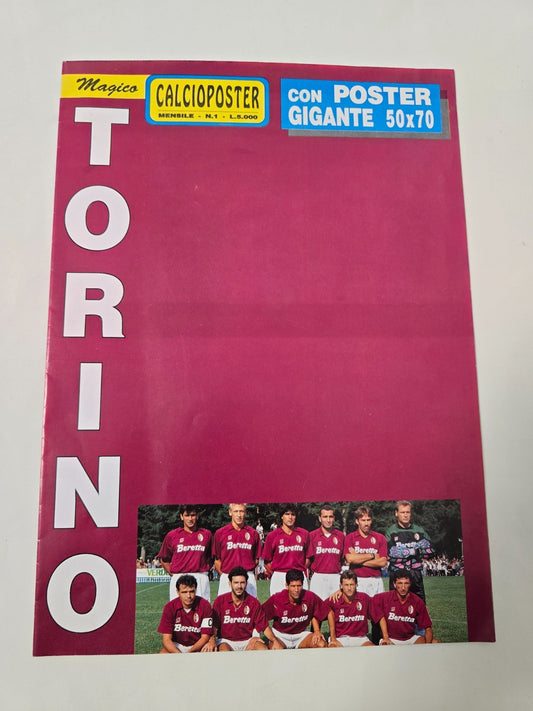 Magico
CALCIOPOSTER
MENSILE - N.1 - L.5.000
CON POSTER
GIGANTE 50x70
TORINO
Beretta Beretta Beretta Beretta Beretta
Beretta Beretta Beretta Beretta Beretta
C